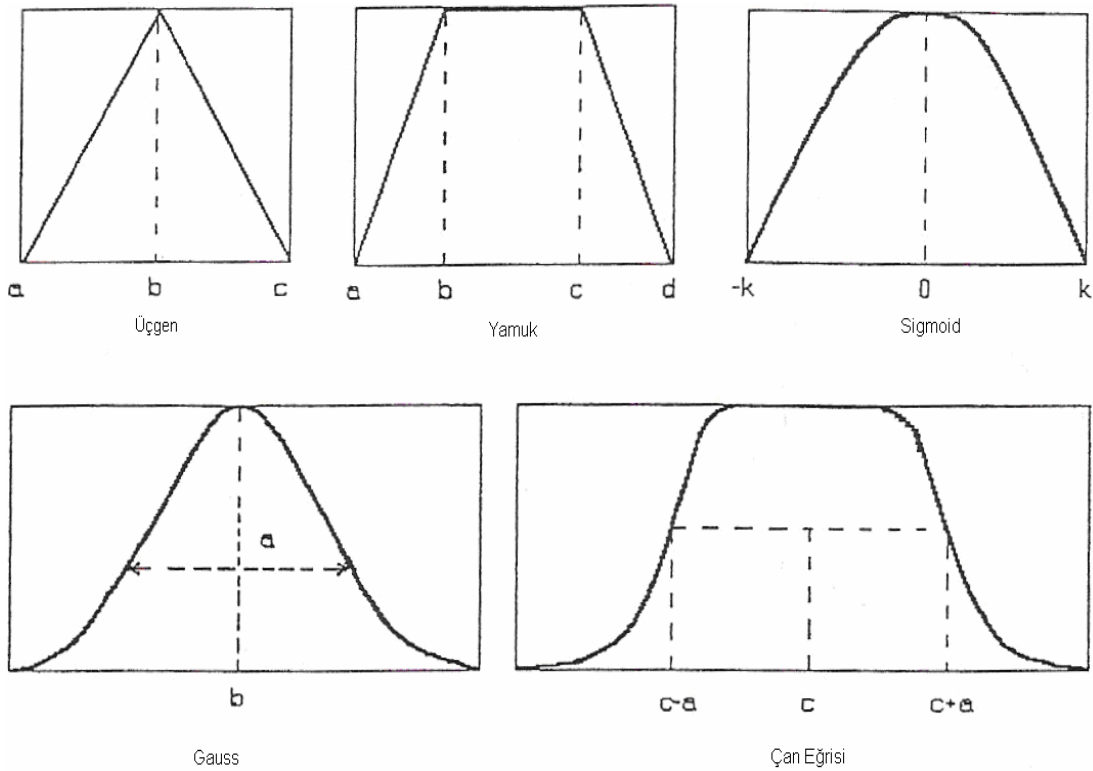 a b c
a b c d
-k 0 k
Üçgen
Yamuk
Sigmoid
a
b
c-a c c+a
Gauss
Çan Eğrisi